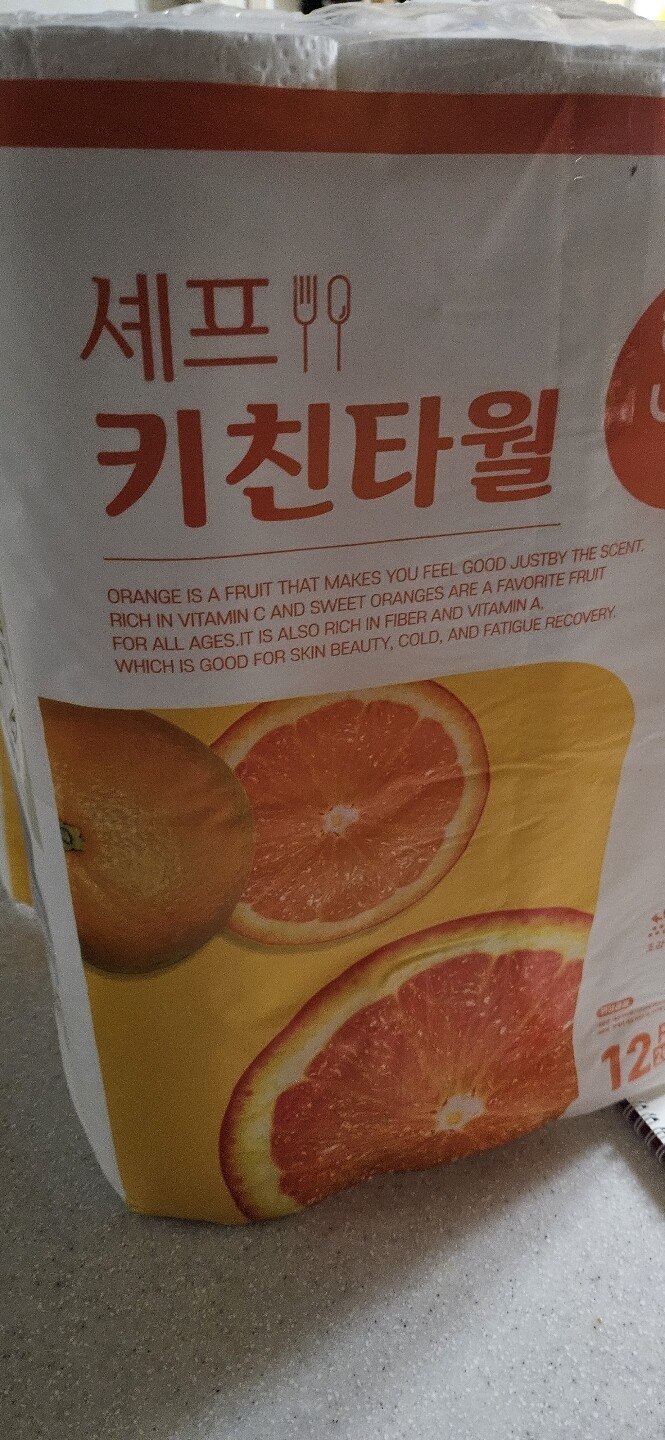 셰프
키친타월
ORANGE IS A FRUIT THAT MAKES YOU FEEL GOOD JUSTBY THE SCENT.
RICH IN VITAMIN C AND SWEET ORANGES ARE A FAVORITE FRUIT
FOR ALL AGES.IT IS ALSO RICH IN FIBER AND VITAMIN A,
WHICH IS GOOD FOR SKIN BEAUTY, COLD, AND FATIGUE RECOVERY.
12